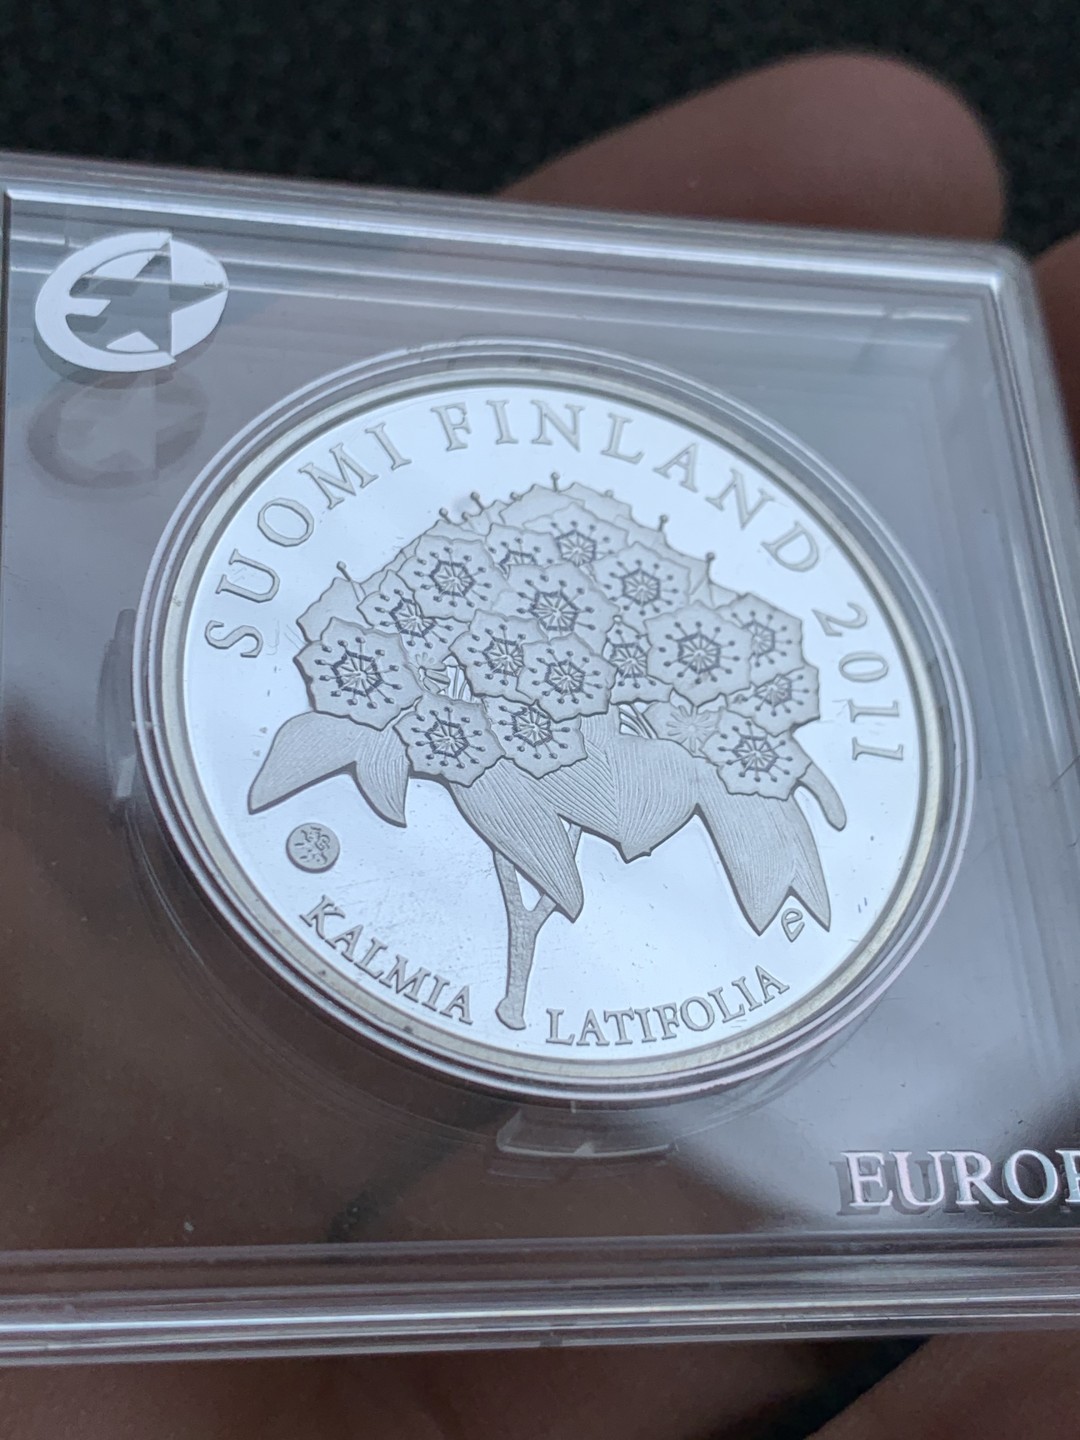 SUOMI FINLAND 2011
KALMIA LATIFOLIA
e
EUROP